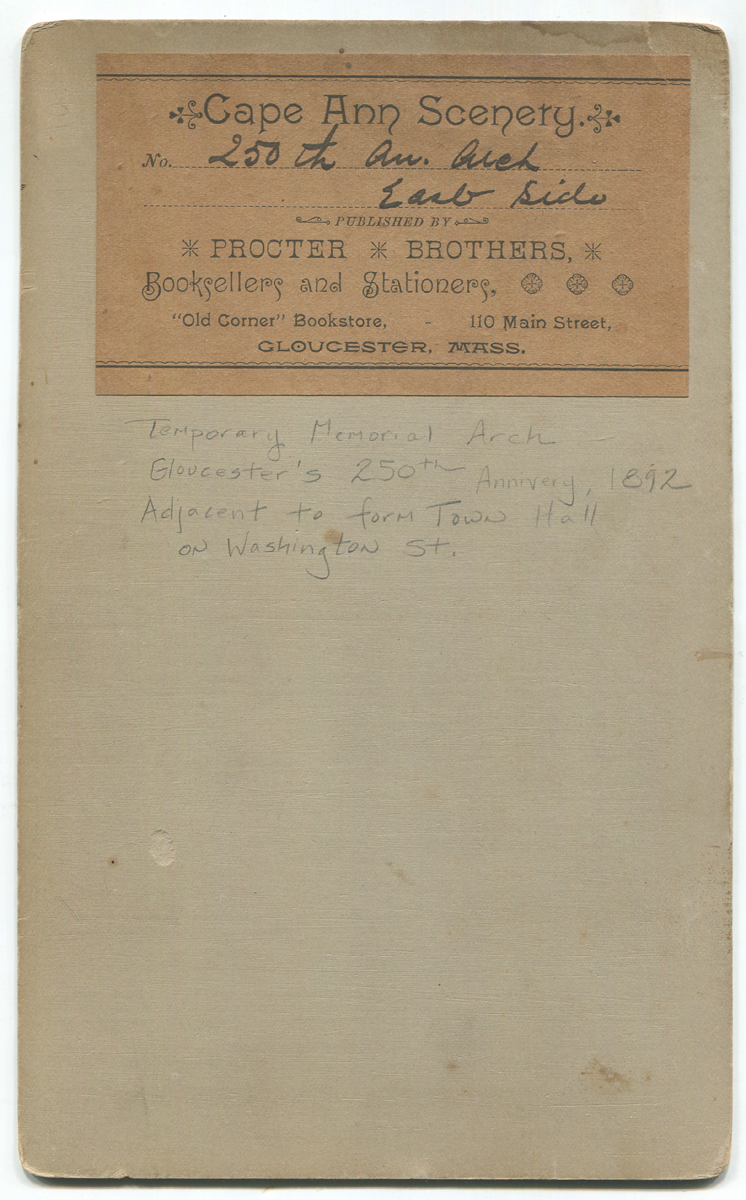 Cape Ann Scenery.
No. 250th An. Arch
East Side
PUBLISHED BY
PROCTER BROTHERS,
Booksellers and Stationers,
"Old Corner" Bookstore, - 110 Main Street,
GLOUCESTER, MASS.
Temporary Memorial Arch –
Gloucester's 250th Annivery, 1892
Adjacent to form Town Hall
on Washington St.